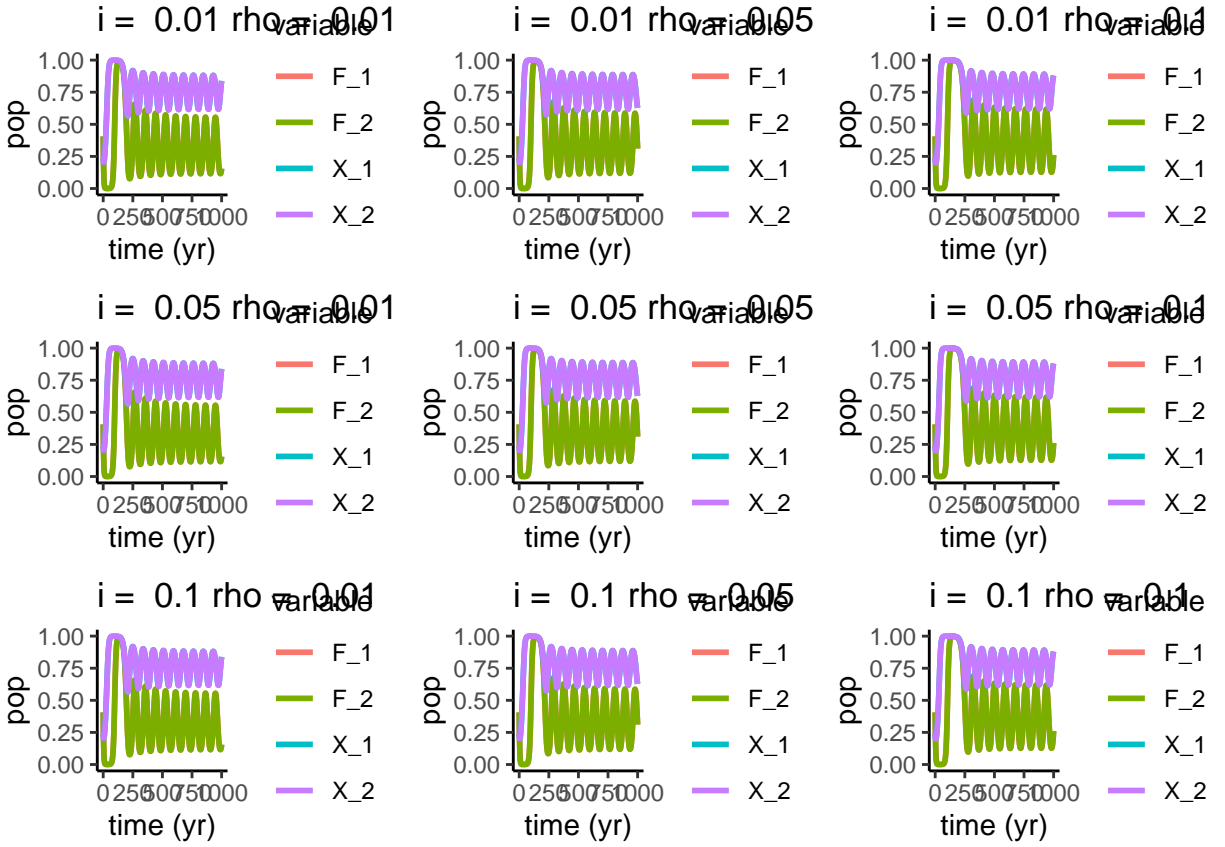 i =  0.01 rho = 0.01
variable
pop
1.00
0.75
0.50
0.25
0.00
0 250 500 750 1000
time (yr)
F_1
F_2
X_1
X_2
i =  0.01 rho = 0.05
variable
pop
1.00
0.75
0.50
0.25
0.00
0 250 500 750 1000
time (yr)
F_1
F_2
X_1
X_2
i =  0.01 rho = 0.1
variable
pop
1.00
0.75
0.50
0.25
0.00
0 250 500 750 1000
time (yr)
F_1
F_2
X_1
X_2
i =  0.05 rho = 0.01
variable
pop
1.00
0.75
0.50
0.25
0.00
0 250 500 750 1000
time (yr)
F_1
F_2
X_1
X_2
i =  0.05 rho = 0.05
variable
pop
1.00
0.75
0.50
0.25
0.00
0 250 500 750 1000
time (yr)
F_1
F_2
X_1
X_2
i =  0.05 rho = 0.1
variable
pop
1.00
0.75
0.50
0.25
0.00
0 250 500 750 1000
time (yr)
F_1
F_2
X_1
X_2
i =  0.1 rho = 0.01
variable
pop
1.00
0.75
0.50
0.25
0.00
0 250 500 750 1000
time (yr)
F_1
F_2
X_1
X_2
i =  0.1 rho = 0.05
variable
pop
1.00
0.75
0.50
0.25
0.00
0 250 500 750 1000
time (yr)
F_1
F_2
X_1
X_2
i =  0.1 rho = 0.1
variable
pop
1.00
0.75
0.50
0.25
0.00
0 250 500 750 1000
time (yr)
F_1
F_2
X_1
X_2